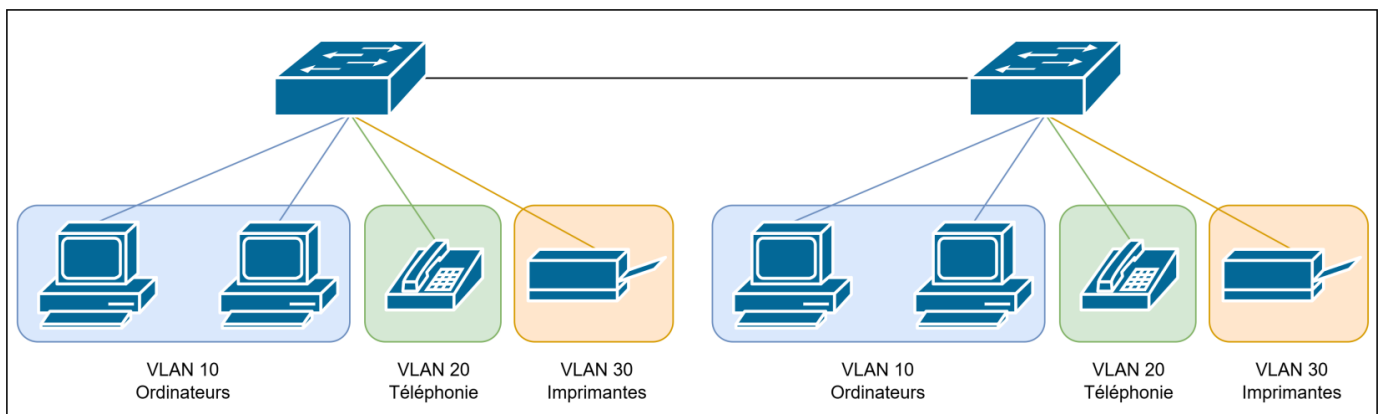 VLAN 10
Ordinateurs
VLAN 20
Téléphonie
VLAN 30
Imprimantes
VLAN 10
Ordinateurs
VLAN 20
Téléphonie
VLAN 30
Imprimantes